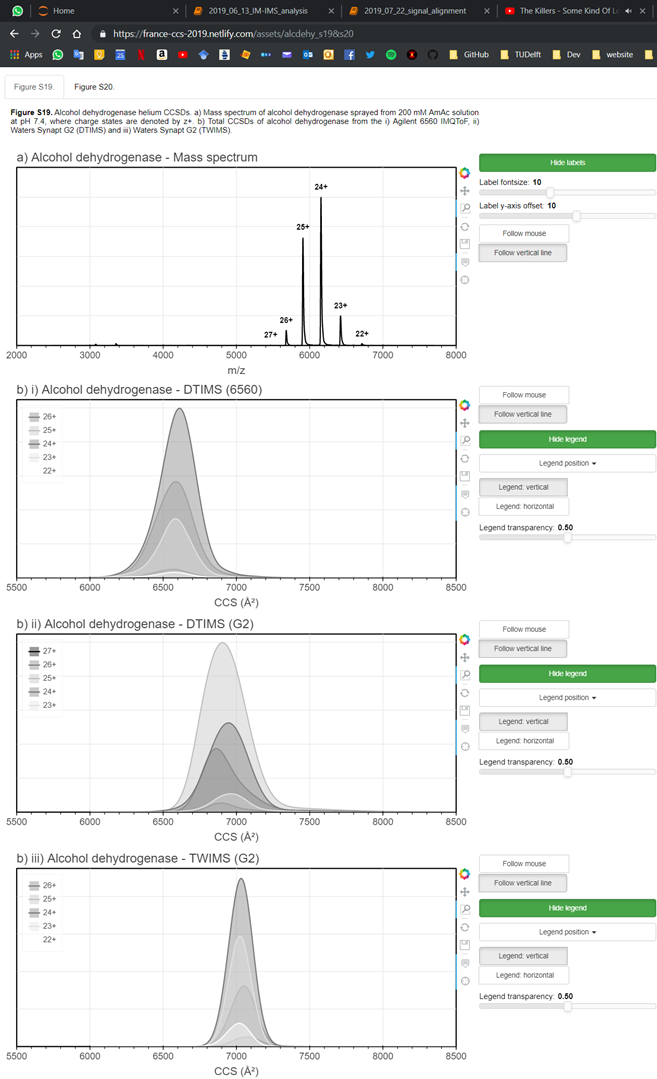 Home
2019_06_13_IM-IMS_analysis
2019_07_22_signal_alignment
The Killers - Some Kind Of L
https://france-ccs-2019.netlify.com/assets/alcdehy_s19&s20
Apps
GitHub
TUDelft
Dev
website
Figure S19.
Figure S20.
Figure S19. Alcohol dehydrogenase helium CCSDs. a) Mass spectrum of alcohol dehydrogenase sprayed from 200 mM AmAc solution
at pH 7.4, where charge states are denoted by z+. b) Total CCSDs of alcohol dehydrogenase from the i) Agilent 6560 IMQToF, ii)
Waters Synapt G2 (DTIMS) and iii) Waters Synapt G2 (TWIMS).
a) Alcohol dehydrogenase - Mass spectrum
24+
25+
26+
23+
27+
22+
2000
3000
4000
5000
6000
7000
8000
m/z
Hide labels
Label fontsize: 10
Label y-axis offset: 10
Follow mouse
Follow vertical line
b) i) Alcohol dehydrogenase - DTIMS (6560)
26+
25+
24+
23+
22+
5500
6000
6500
7000
7500
8000
8500
CCS (Å²)
Follow mouse
Follow vertical line
Hide legend
Legend position
Legend: vertical
Legend: horizontal
Legend transparency: 0.50
b) ii) Alcohol dehydrogenase - DTIMS (G2)
27+
26+
25+
24+
23+
5500
6000
6500
7000
7500
8000
8500
CCS (Å²)
Follow mouse
Follow vertical line
Hide legend
Legend position
Legend: vertical
Legend: horizontal
Legend transparency: 0.50
b) iii) Alcohol dehydrogenase - TWIMS (G2)
26+
25+
24+
23+
22+
5500
6000
6500
7000
7500
8000
8500
CCS (Å²)
Follow mouse
Follow vertical line
Hide legend
Legend position
Legend: vertical
Legend: horizontal
Legend transparency: 0.50